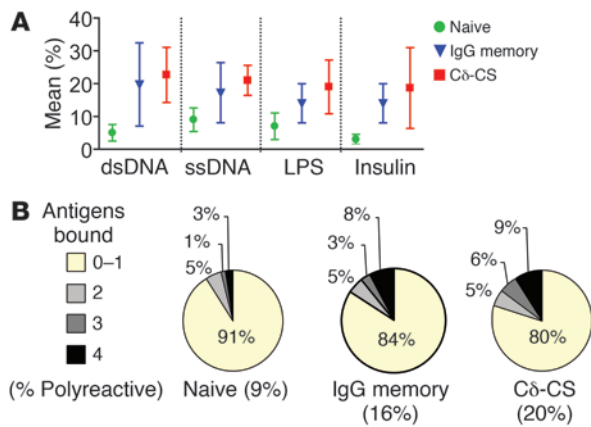 A
Mean (%)
40
30
20
10
0
dsDNA ssDNA LPS Insulin
Naive
IgG memory
Cδ-CS
B
Antigens
bound
0–1
2
3
4
(% Polyreactive)
3%
1%
5%
91%
Naive (9%)
8%
3%
5%
84%
IgG memory
(16%)
9%
6%
5%
80%
Cδ-CS
(20%)